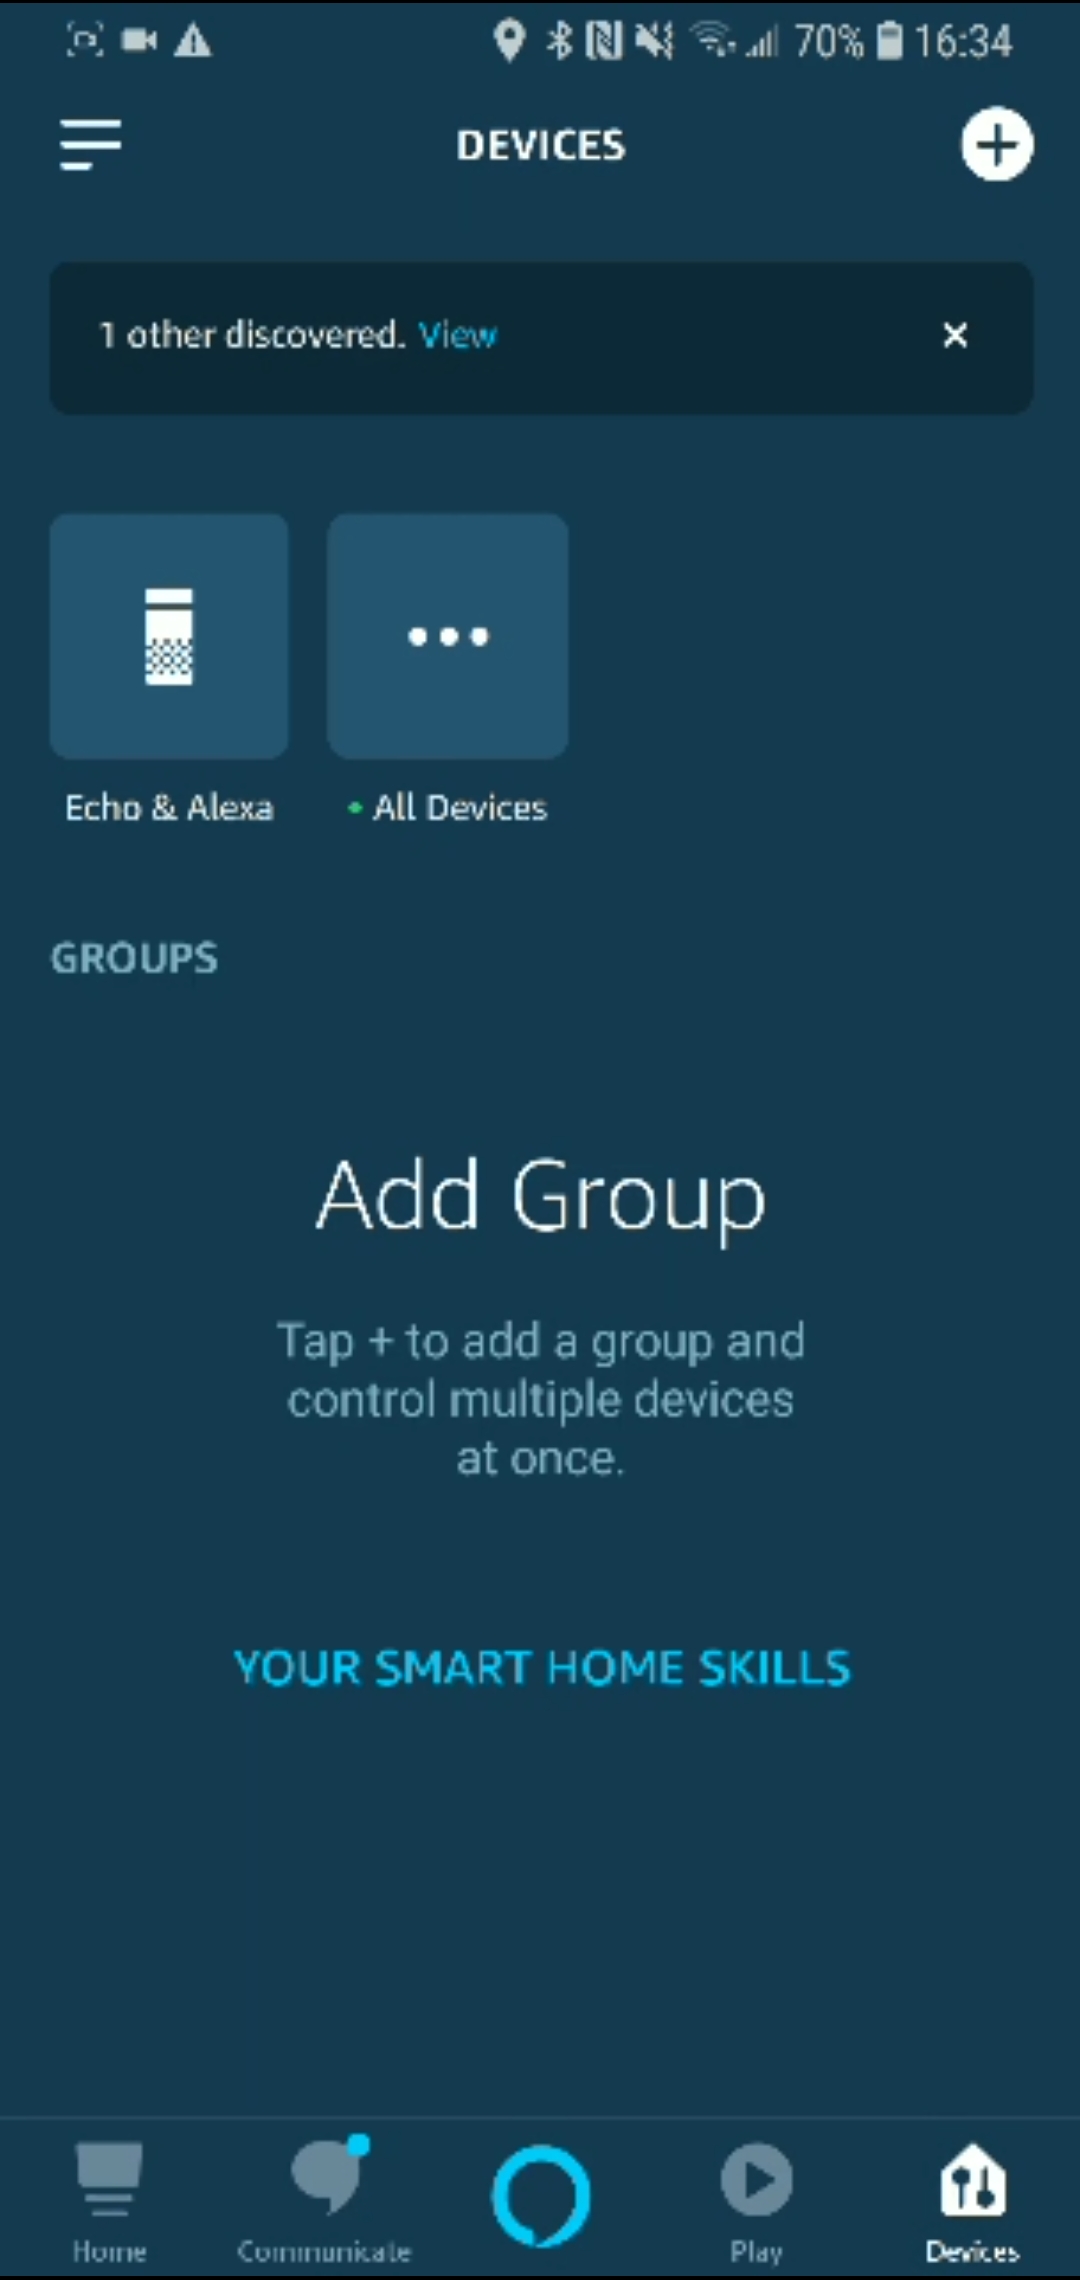 70% 16:34
DEVICES
1 other discovered. View
Echo & Alexa
All Devices
GROUPS
Add Group
Tap + to add a group and
control multiple devices
at once.
YOUR SMART HOME SKILLS
Home
Communicate
Play
Devices